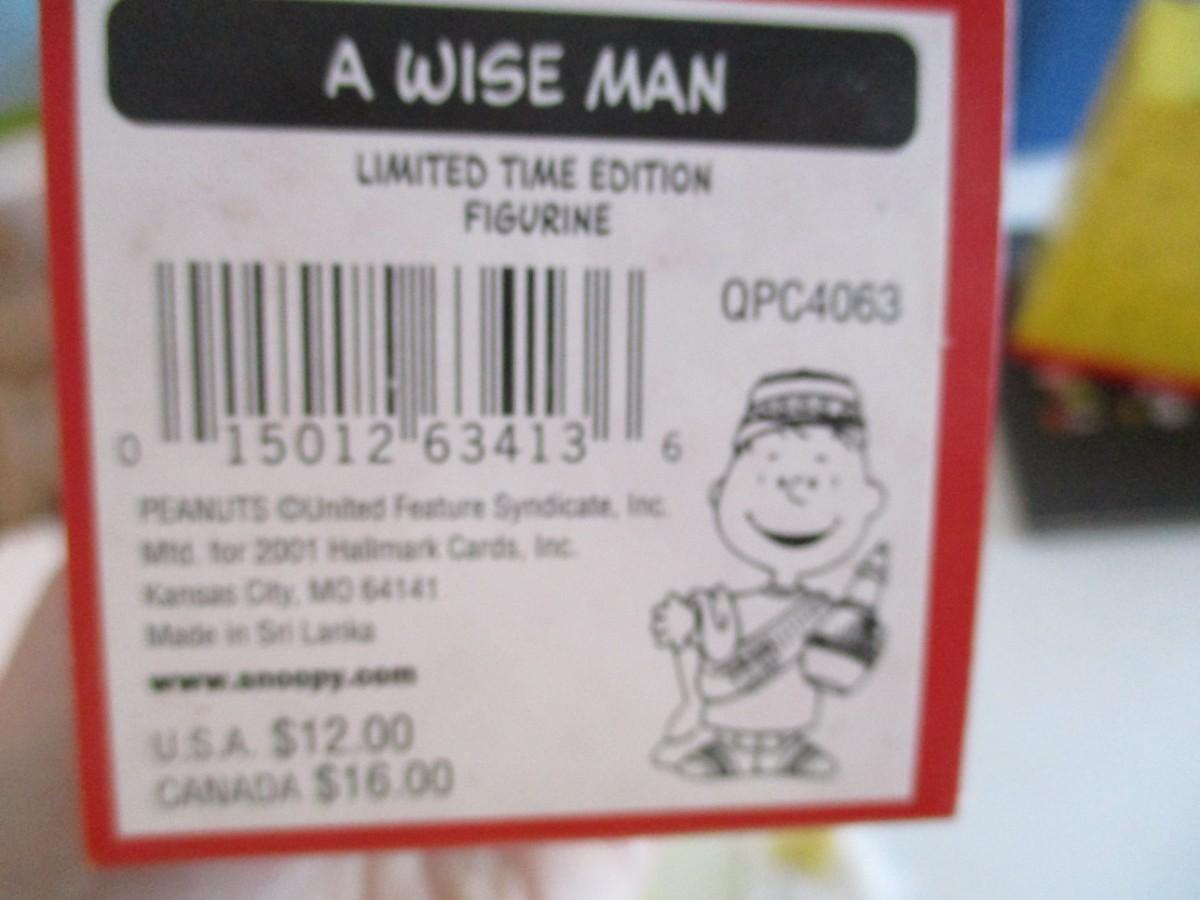 A WISE MAN
LIMITED TIME EDITION
FIGURINE
QPC4063
0 15012 63413 6
PEANUTS ©United Feature Syndicate, Inc.
Mfd. for 2001 Hallmark Cards, Inc.
Kansas City, MO 64141
Made in Sri Lanka
www.snoopy.com
U.S.A. $12.00
CANADA $16.00